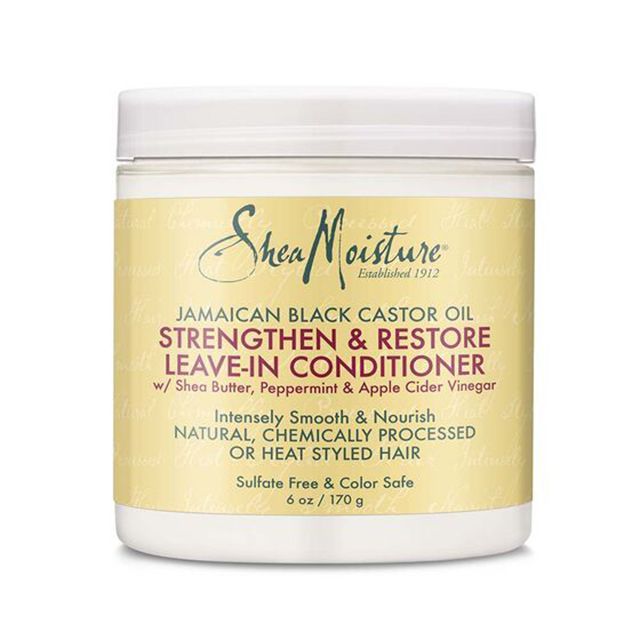 SheaMoisture®
Established 1912
JAMAICAN BLACK CASTOR OIL
STRENGTHEN & RESTORE
LEAVE-IN CONDITIONER
w/ Shea Butter, Peppermint & Apple Cider Vinegar
Intensely Smooth & Nourish
NATURAL, CHEMICALLY PROCESSED
OR HEAT STYLED HAIR
Sulfate Free & Color Safe
6 oz / 170 g